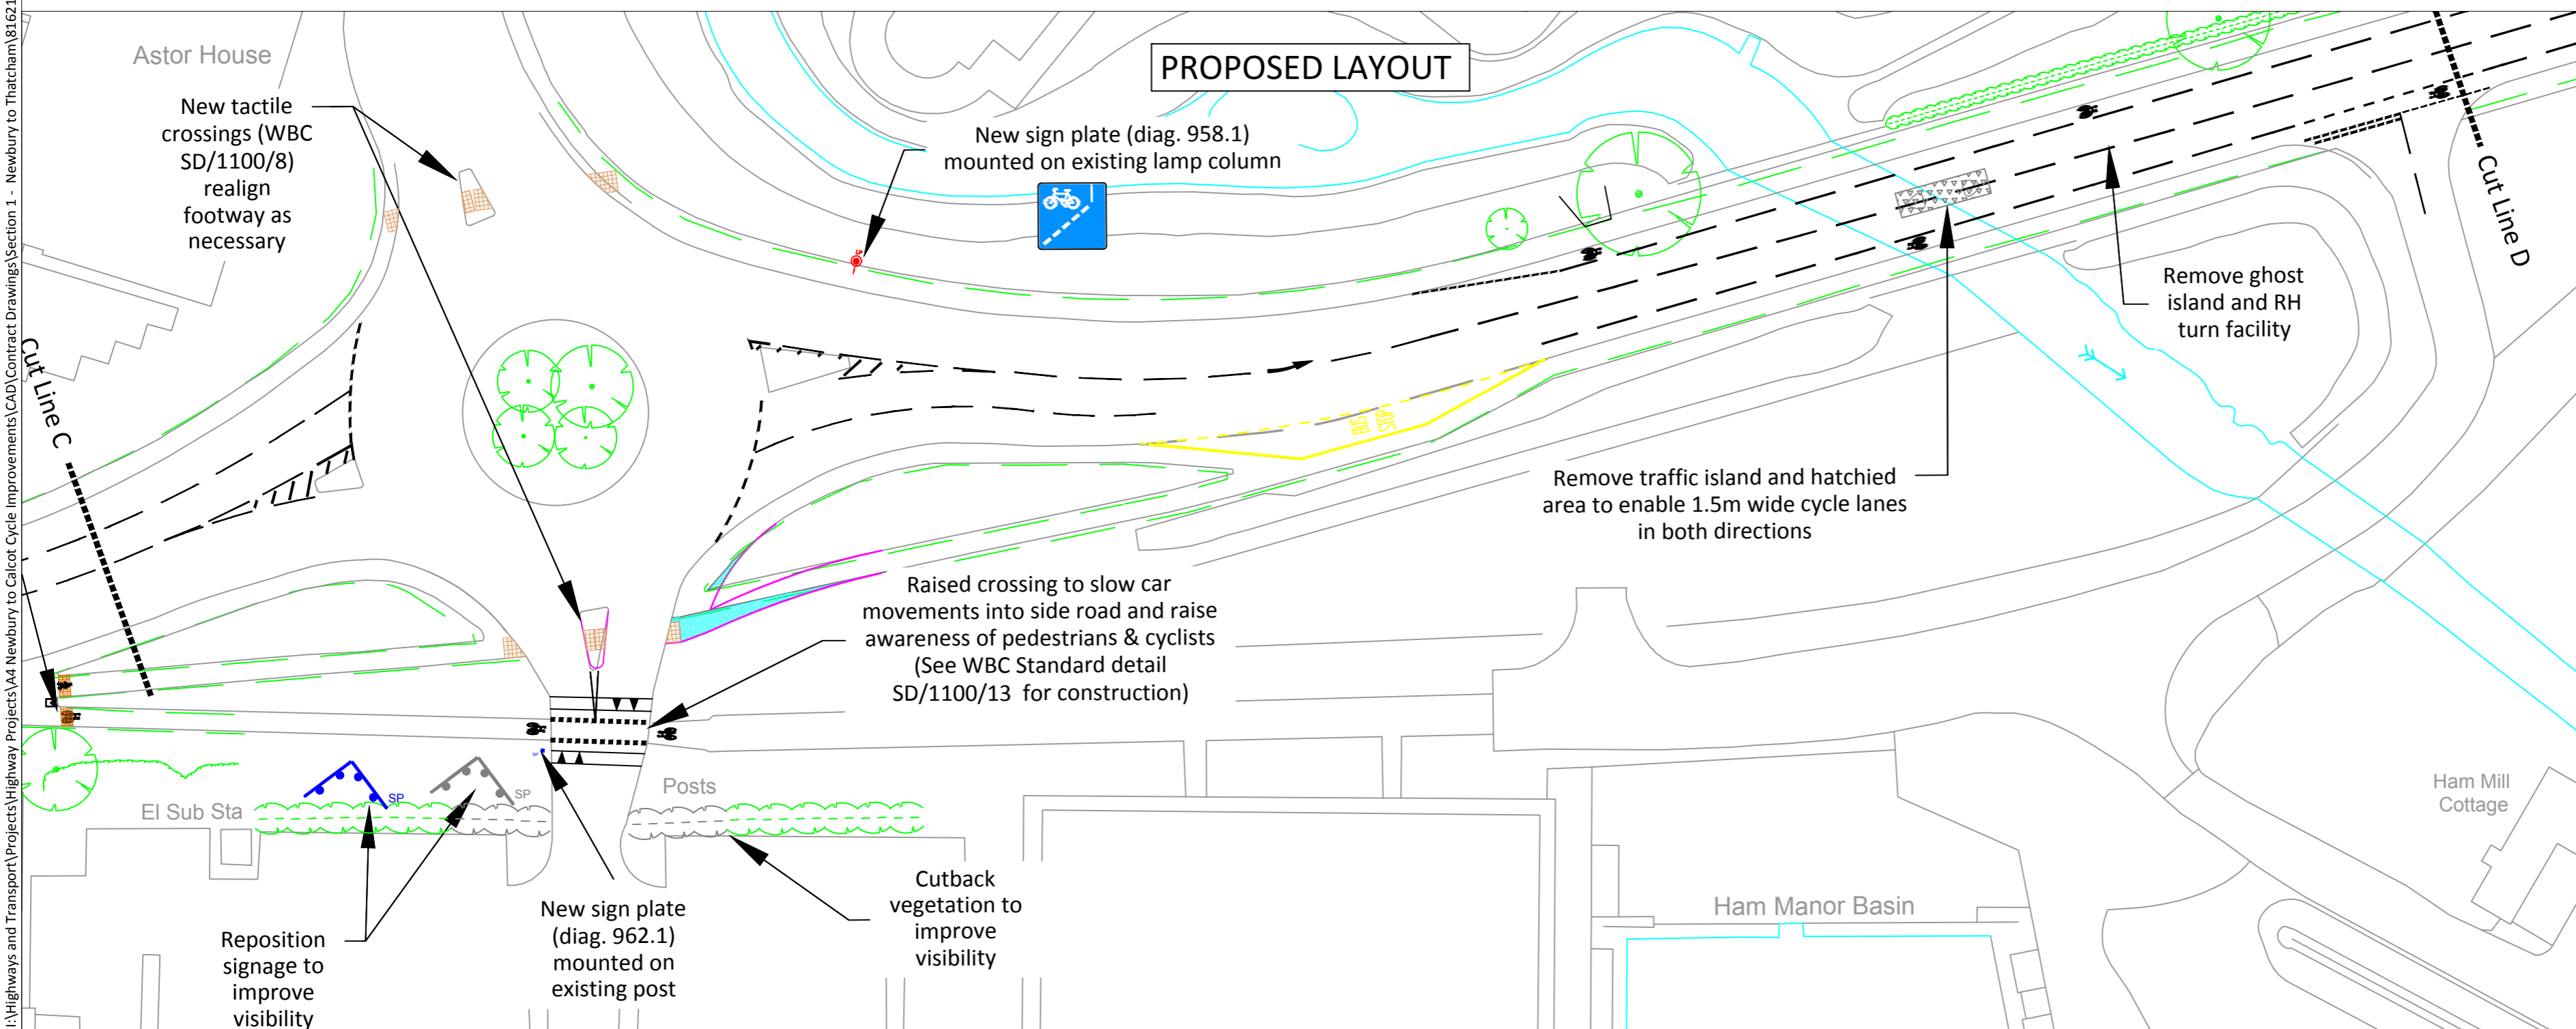 I:\Highways and Transport\Projects\Highway Projects\A4 Newbury to Calcot Cycle Improvements\CAD\Contract Drawings\Section 1 - Newbury to Thatcham\81621
Astor House
PROPOSED LAYOUT
New tactile
crossings (WBC
SD/1100/8)
realign
footway as
necessary
New sign plate (diag. 958.1)
mounted on existing lamp column
Cut Line D
Remove ghost
island and RH
turn facility
Cut Line C
BUS
STOP
Remove traffic island and hatchied
area to enable 1.5m wide cycle lanes
in both directions
Raised crossing to slow car
movements into side road and raise
awareness of pedestrians & cyclists
(See WBC Standard detail
SD/1100/13 for construction)
SP
SP
El Sub Sta
Posts
Ham Mill
Cottage
Cutback
vegetation to
improve
visibility
New sign plate
(diag. 962.1)
mounted on
existing post
Reposition
signage to
improve
visibility
Ham Manor Basin